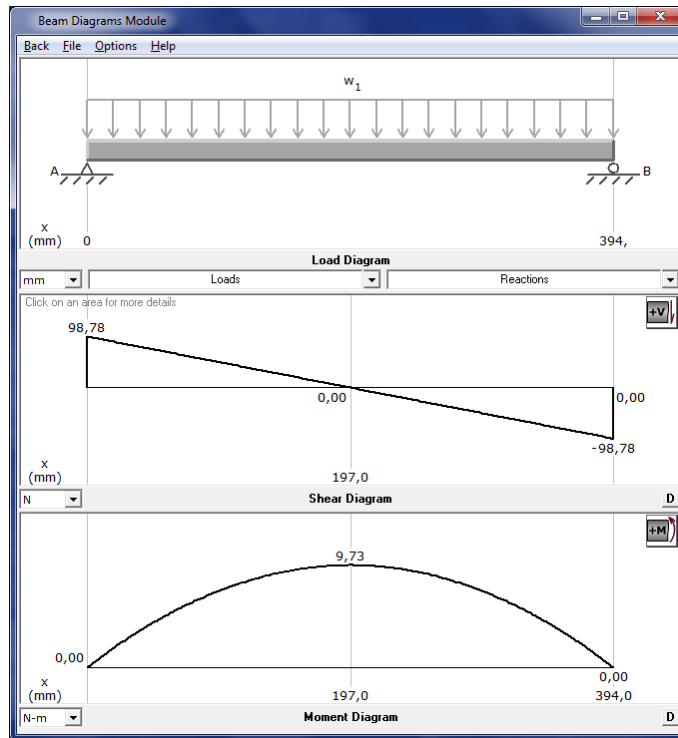 Beam Diagrams Module
Back File Options Help
w1
A B
x
(mm) 0 394,
Load Diagram
mm Loads Reactions
Click on an area for more details
+V
98,78
0,00 0,00
-98,78
x
(mm) 197,0
N Shear Diagram D
+M
9,73
0,00 0,00
x
(mm) 197,0 394,0
N-m Moment Diagram D